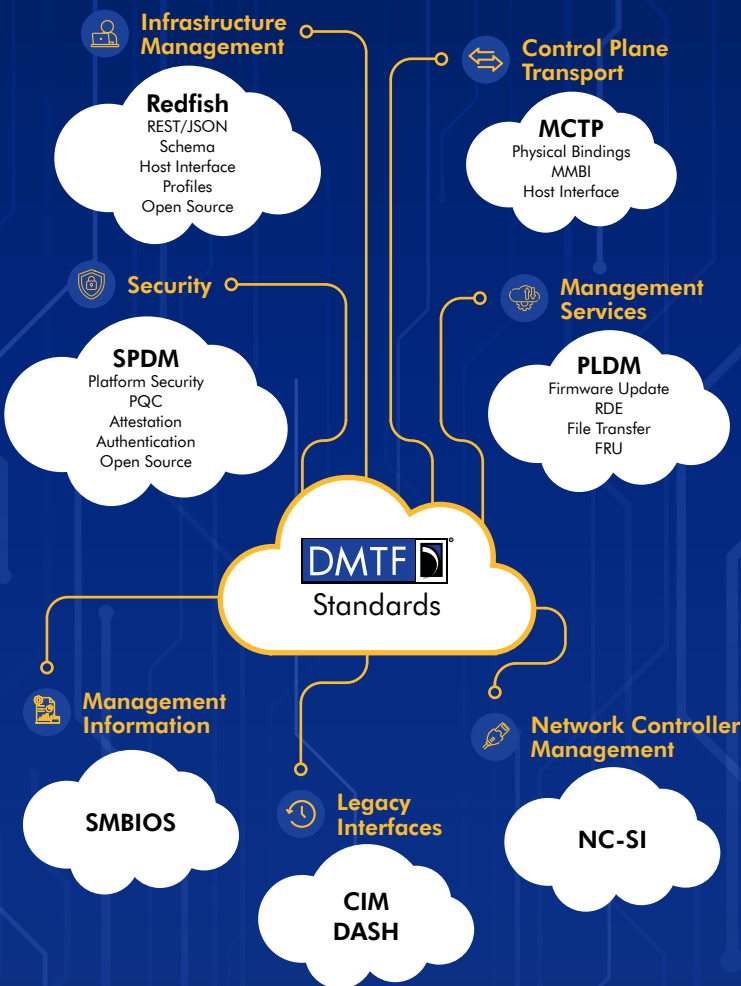 Infrastructure
Management
Redfish
REST/JSON
Schema
Host Interface
Profiles
Open Source
Control Plane
Transport
MCTP
Physical Bindings
MMBI
Host Interface
Security
SPDM
Platform Security
PQC
Attestation
Authentication
Open Source
Management
Services
PLDM
Firmware Update
RDE
File Transfer
FRU
DMTF
Standards
Management
Information
SMBIOS
Legacy
Interfaces
CIM
DASH
Network Controller
Management
NC-SI